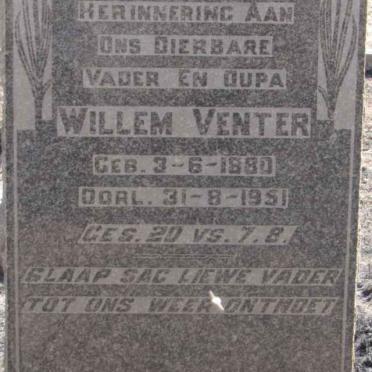 HERINNERING AAN
ONS DIERBARE
VADER EN OUPA
WILLEM VENTER
GEB. 3-6-1880
OORL. 31-8-1951
GES. 20 VS. 7, 8.
SLAAP SAG LIEWE VADER
TOT ONS WEER ONTMOET